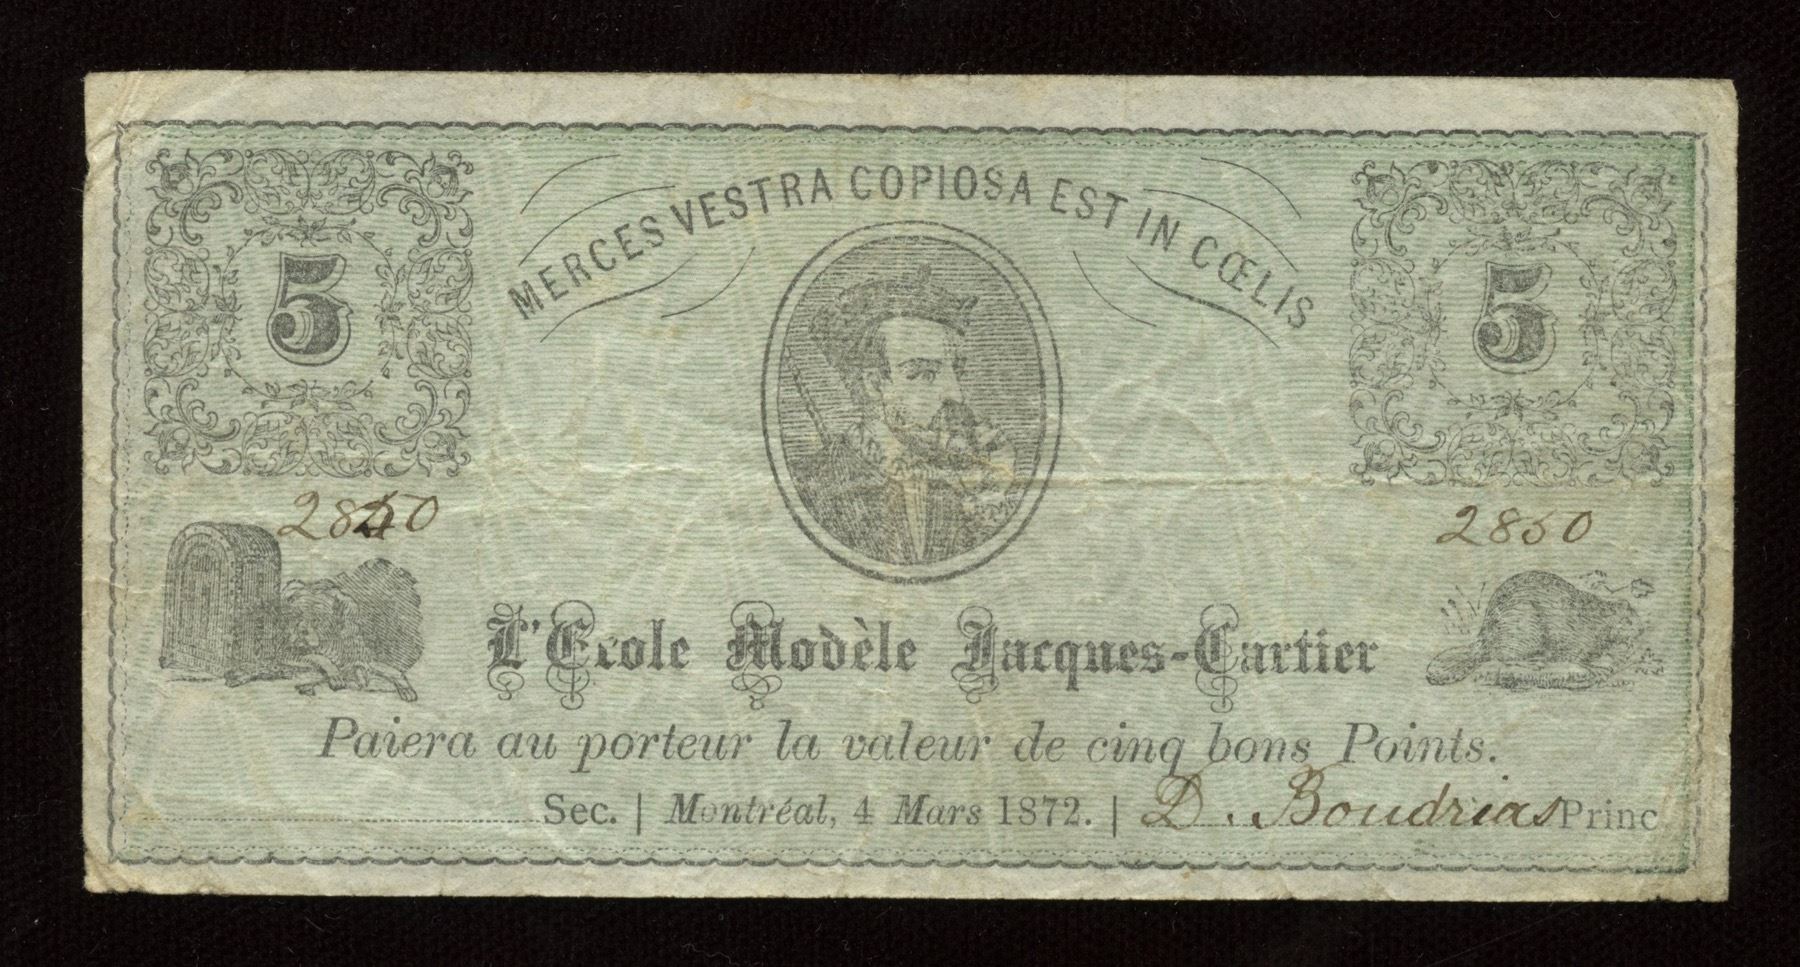 MERCES VESTRA COPIOSA EST IN CŒLIS
5 5
2850 2850
L'Ecole Modèle Jacques-Cartier
Paiera au porteur la valeur de cinq bons Points.
Sec. | Montréal, 4 Mars 1872. | D. Boudrias Princ